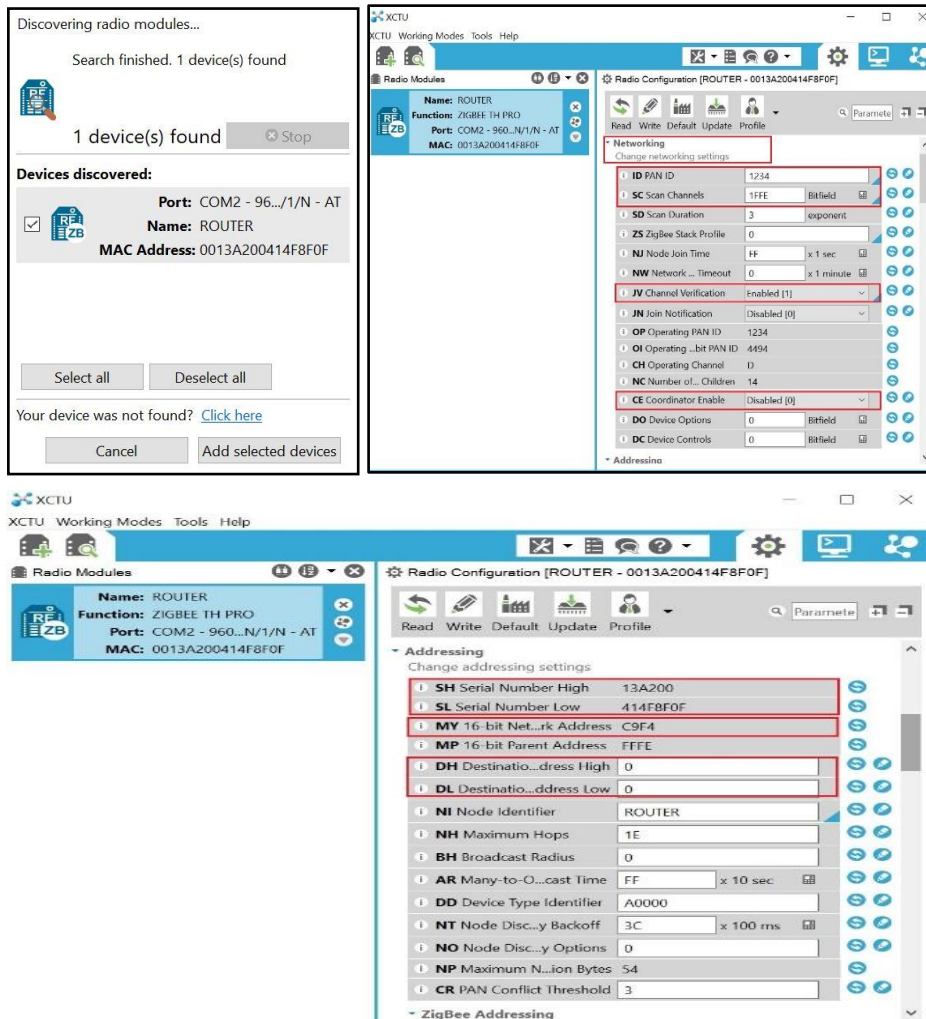 Discovering radio modules...
Search finished. 1 device(s) found
1 device(s) found
Stop
Devices discovered:
Port: COM2 - 96.../1/N - AT
Name: ROUTER
MAC Address: 0013A200414F8F0F
Select all Deselect all
Your device was not found? Click here
Cancel Add selected devices
XCTU
XCTU Working Modes Tools Help
Radio Modules
Name: ROUTER
Function: ZIGBEE TH PRO
Port: COM2 - 960...N/1/N - AT
MAC: 0013A200414F8F0F
Radio Configuration [ROUTER - 0013A200414F8F0F]
Read Write Default Update Profile
Paramete
Networking
Change networking settings
ID PAN ID 1234
SC Scan Channels 1FFE Bitfield
SD Scan Duration 3 exponent
ZS ZigBee Stack Profile 0
NJ Node Join Time FF x 1 sec
NW Network ... Timeout 0 x 1 minute
JV Channel Verification Enabled [1]
JN Join Notification Disabled [0]
OP Operating PAN ID 1234
OI Operating ...bit PAN ID 4494
CH Operating Channel D
NC Number of... Children 14
CE Coordinator Enable Disabled [0]
DO Device Options 0 Bitfield
DC Device Controls 0 Bitfield
Addressing
XCTU
XCTU Working Modes Tools Help
Radio Modules
Name: ROUTER
Function: ZIGBEE TH PRO
Port: COM2 - 960...N/1/N - AT
MAC: 0013A200414F8F0F
Radio Configuration [ROUTER - 0013A200414F8F0F]
Read Write Default Update Profile
Paramete
Addressing
Change addressing settings
SH Serial Number High 13A200
SL Serial Number Low 414F8F0F
MY 16-bit Net...rk Address C9F4
MP 16-bit Parent Address FFFE
DH Destinatio...dress High 0
DL Destinatio...ddress Low 0
NI Node Identifier ROUTER
NH Maximum Hops 1E
BH Broadcast Radius 0
AR Many-to-O...cast Time FF x 10 sec
DD Device Type Identifier A0000
NT Node Disc...y Backoff 3C x 100 ms
NO Node Disc...y Options 0
NP Maximum N...ion Bytes 54
CR PAN Conflict Threshold 3
ZigBee Addressing